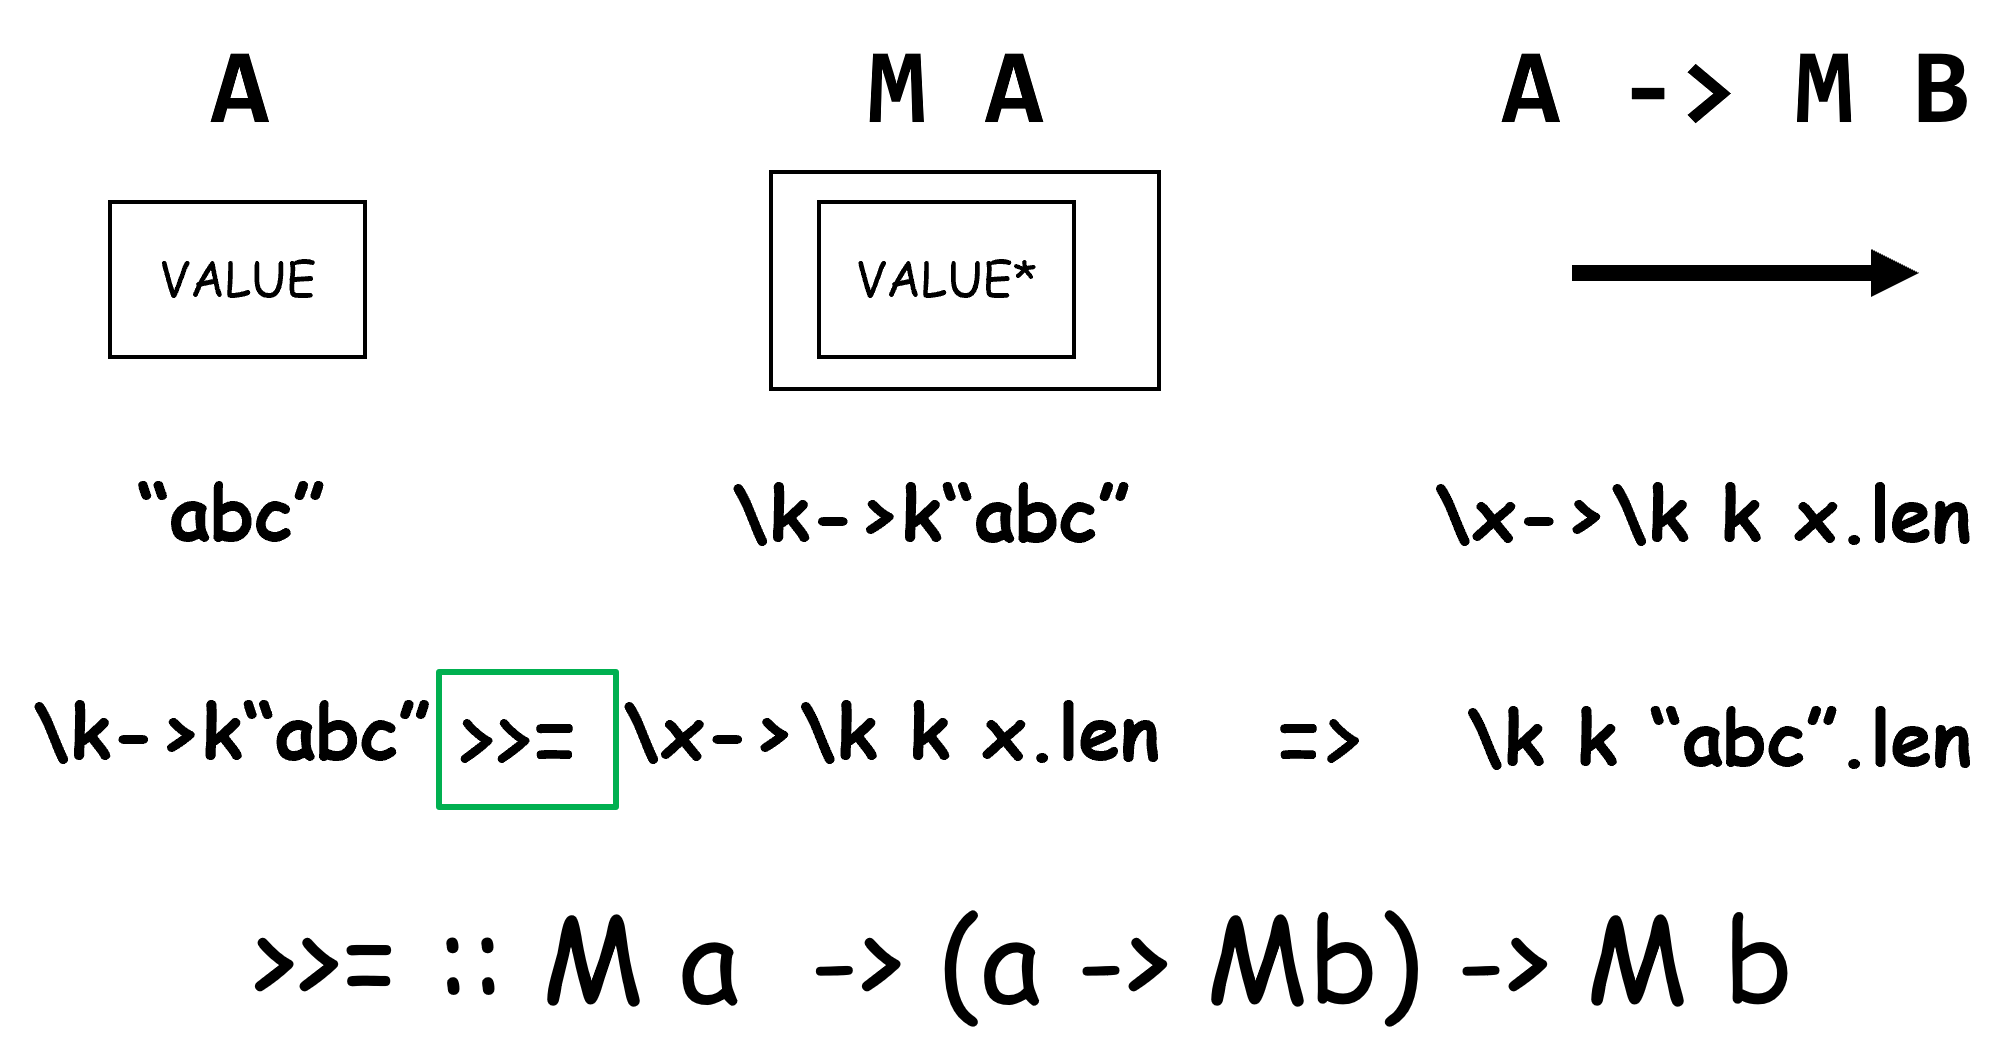 A M A A -> M B
VALUE VALUE*
“abc” \k->k“abc” \x->\k k x.len
\k->k“abc” >>= \x->\k k x.len => \k k “abc”.len
>>= :: M a -> (a -> Mb) -> M b